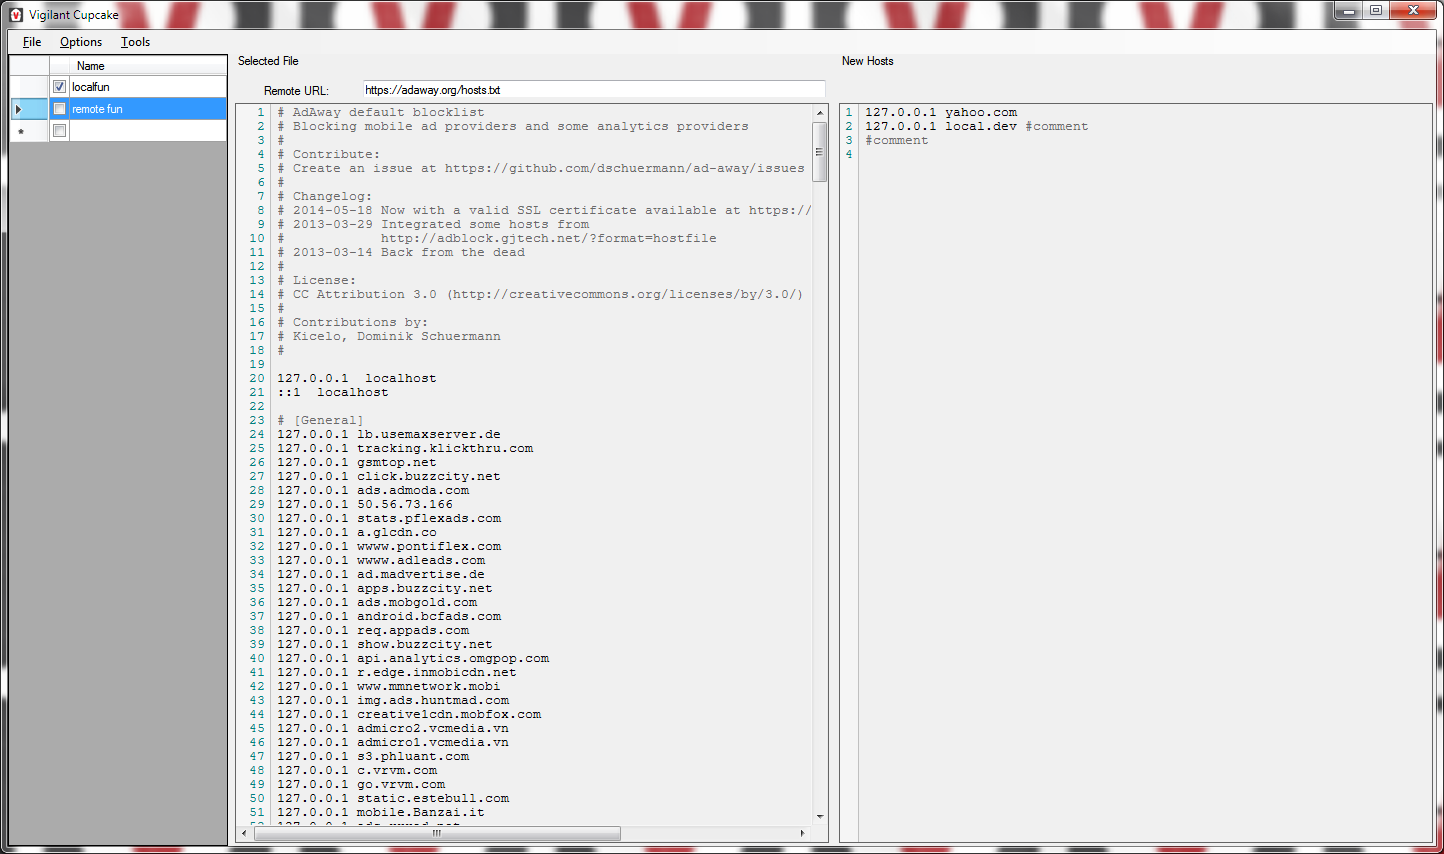 Vigilant Cupcake
File Options Tools
Name
localfun
remote fun
Selected File
Remote URL: https://adaway.org/hosts.txt
1 # AdAway default blocklist
2 # Blocking mobile ad providers and some analytics providers
3 #
4 # Contribute:
5 # Create an issue at https://github.com/dschuermann/ad-away/issues
6 #
7 # Changelog:
8 # 2014-05-18 Now with a valid SSL certificate available at https://
9 # 2013-03-29 Integrated some hosts from
10 # http://adblock.gjtech.net/?format=hostfile
11 # 2013-03-14 Back from the dead
12 #
13 # License:
14 # CC Attribution 3.0 (http://creativecommons.org/licenses/by/3.0/)
15 #
16 # Contributions by:
17 # Kicelo, Dominik Schuermann
18 #
19
20 127.0.0.1  localhost
21 ::1  localhost
22
23 # [General]
24 127.0.0.1 lb.usemaxserver.de
25 127.0.0.1 tracking.klickthru.com
26 127.0.0.1 gsmtop.net
27 127.0.0.1 click.buzzcity.net
28 127.0.0.1 ads.admoda.com
29 127.0.0.1 50.56.73.166
30 127.0.0.1 stats.pflexads.com
31 127.0.0.1 a.glcdn.co
32 127.0.0.1 wwww.pontiflex.com
33 127.0.0.1 wwww.adleads.com
34 127.0.0.1 ad.madvertise.de
35 127.0.0.1 apps.buzzcity.net
36 127.0.0.1 ads.mobgold.com
37 127.0.0.1 android.bcfads.com
38 127.0.0.1 req.appads.com
39 127.0.0.1 show.buzzcity.net
40 127.0.0.1 api.analytics.omgpop.com
41 127.0.0.1 r.edge.inmobicdn.net
42 127.0.0.1 www.mmnetwork.mobi
43 127.0.0.1 img.ads.huntmad.com
44 127.0.0.1 creative1cdn.mobfox.com
45 127.0.0.1 admicro2.vcmedia.vn
46 127.0.0.1 admicro1.vcmedia.vn
47 127.0.0.1 s3.phluant.com
48 127.0.0.1 c.vrvm.com
49 127.0.0.1 go.vrvm.com
50 127.0.0.1 static.estebull.com
51 127.0.0.1 mobile.Banzai.it
New Hosts
1 127.0.0.1 yahoo.com
2 127.0.0.1 local.dev #comment
3 #comment
4